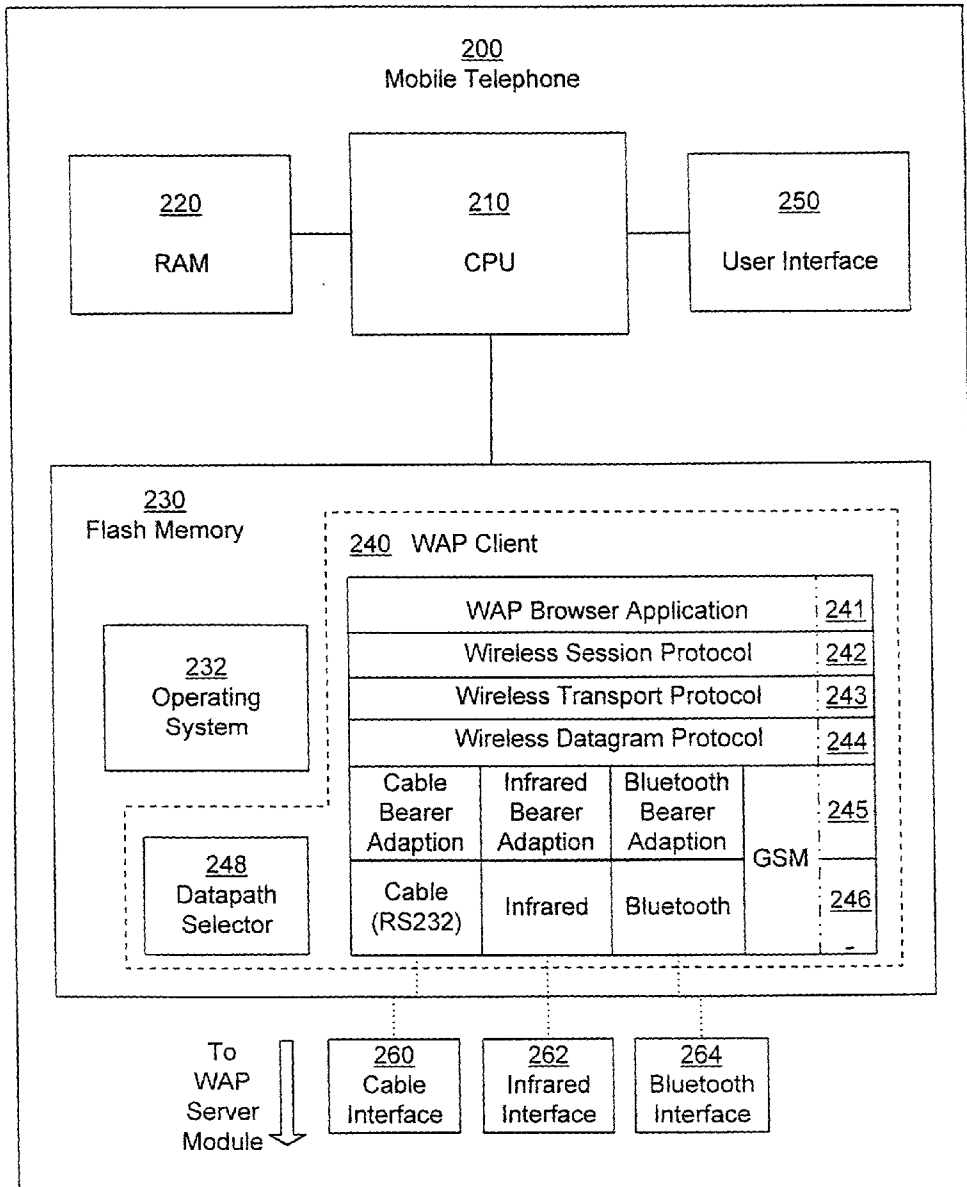 200
Mobile Telephone
220
RAM
210
CPU
250
User Interface
230
Flash Memory
240 WAP Client
WAP Browser Application 241
Wireless Session Protocol 242
Wireless Transport Protocol 243
Wireless Datagram Protocol 244
232
Operating
System
Cable
Bearer
Adaption
Infrared
Bearer
Adaption
Bluetooth
Bearer
Adaption
GSM
245
248
Datapath
Selector
Cable
(RS232)
Infrared
Bluetooth
246
To
WAP
Server
Module
260
Cable
Interface
262
Infrared
Interface
264
Bluetooth
Interface